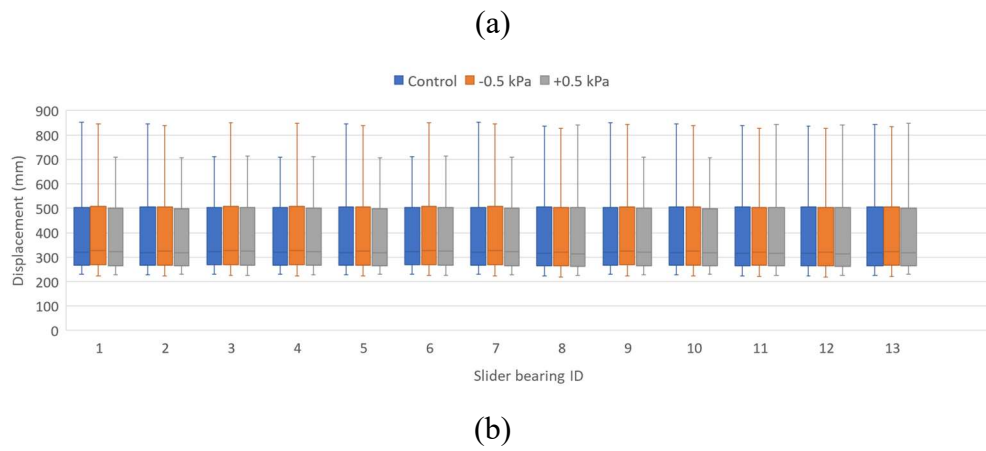 (a)
Control -0.5 kPa +0.5 kPa
900
800
700
600
500
400
300
200
100
0
Displacement (mm)
1 2 3 4 5 6 7 8 9 10 11 12 13
Slider bearing ID
(b)